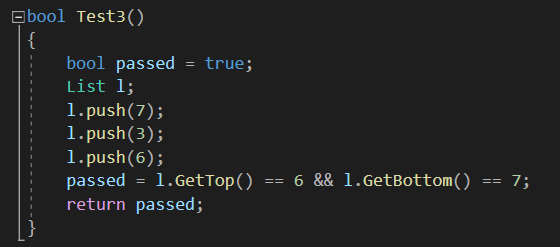 bool Test3()
{
    bool passed = true;
    List l;
    l.push(7);
    l.push(3);
    l.push(6);
    passed = l.GetTop() == 6 && l.GetBottom() == 7;
    return passed;
}